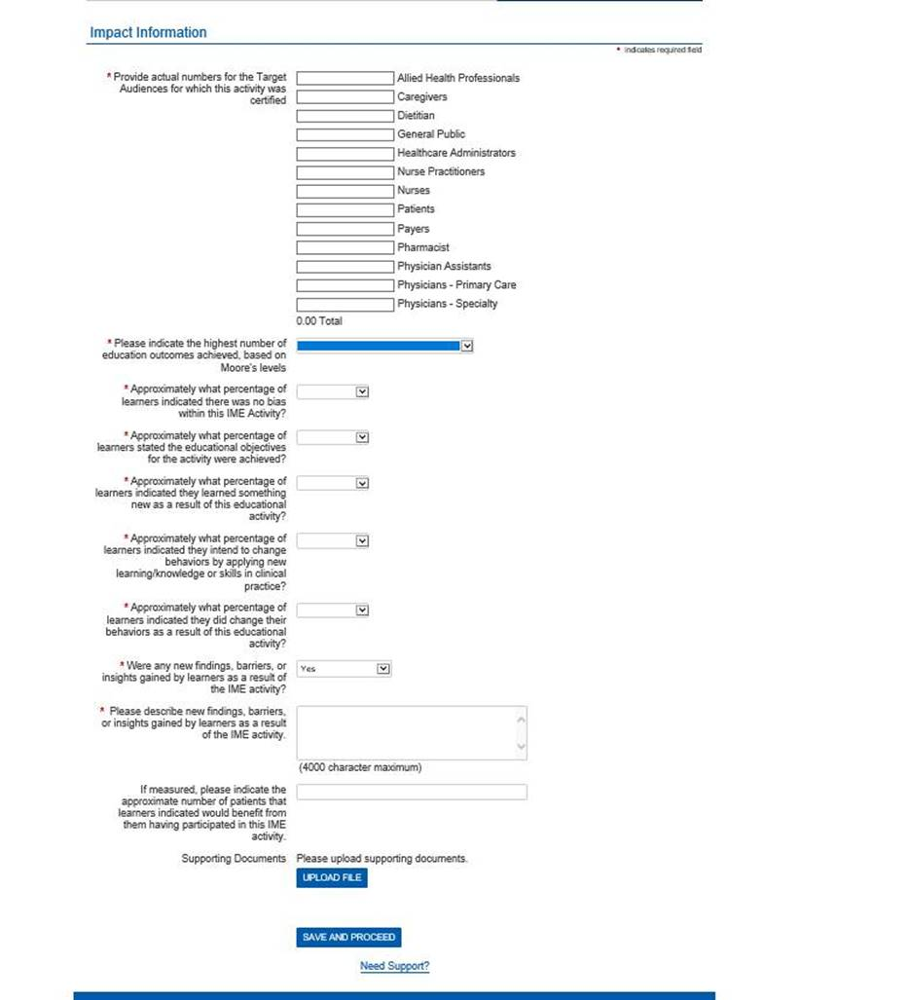 Impact Information
* Indicates required field
* Provide actual numbers for the Target
Audiences for which this activity was
certified
Allied Health Professionals
Caregivers
Dietitian
General Public
Healthcare Administrators
Nurse Practitioners
Nurses
Patients
Payers
Pharmacist
Physician Assistants
Physicians - Primary Care
Physicians - Specialty
0.00 Total
* Please indicate the highest number of
education outcomes achieved, based on
Moore's levels
* Approximately what percentage of
learners indicated there was no bias
within this IME Activity?
* Approximately what percentage of
learners stated the educational objectives
for the activity were achieved?
* Approximately what percentage of
learners indicated they learned something
new as a result of this educational
activity?
* Approximately what percentage of
learners indicated they intend to change
behaviors by applying new
learning/knowledge or skills in clinical
practice?
* Approximately what percentage of
learners indicated they did change their
behaviors as a result of this educational
activity?
* Were any new findings, barriers, or
insights gained by learners as a result of
the IME activity?
Yes
* Please describe new findings, barriers,
or insights gained by learners as a result
of the IME activity.
(4000 character maximum)
If measured, please indicate the
approximate number of patients that
learners indicated would benefit from
them having participated in this IME
activity.
Supporting Documents Please upload supporting documents.
UPLOAD FILE
SAVE AND PROCEED
Need Support?